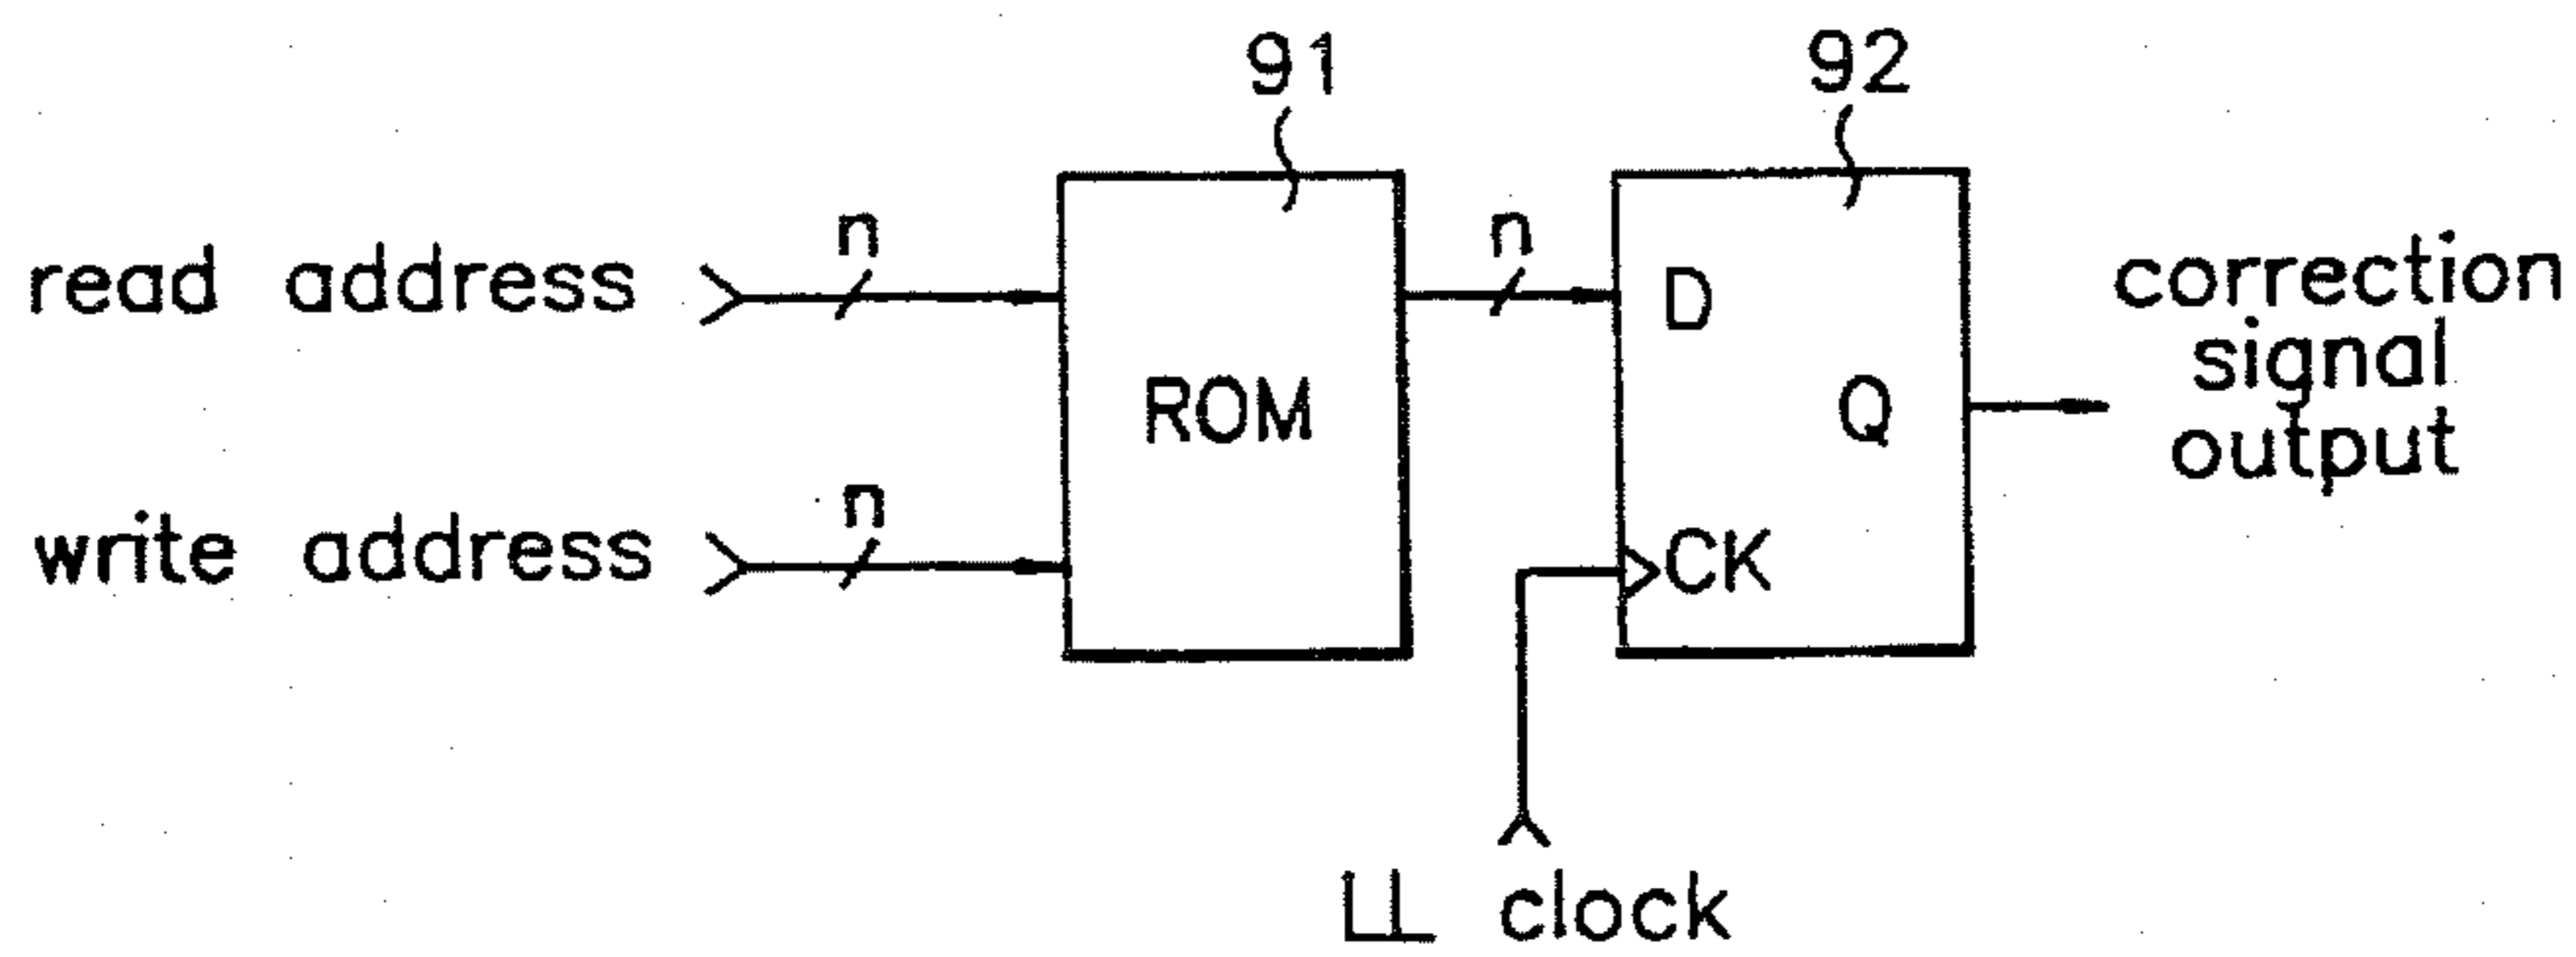 91
92
n
n
read address
D
correction
signal
output
ROM
Q
n
write address
CK
LL clock